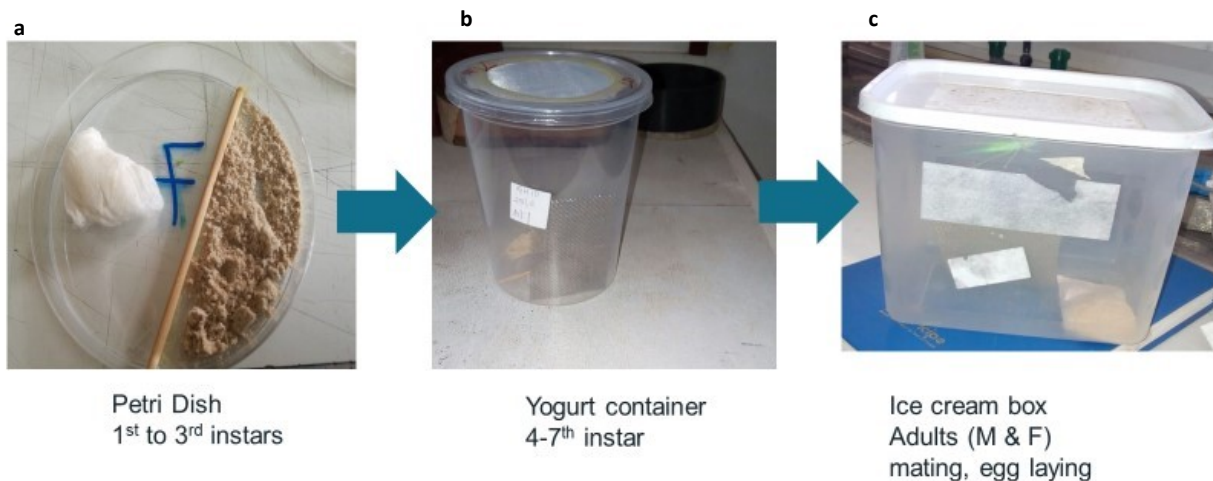 a
b
c
F
Petri Dish
1st to 3rd instars
Yogurt container
4-7th instar
Ice cream box
Adults (M & F)
mating, egg laying